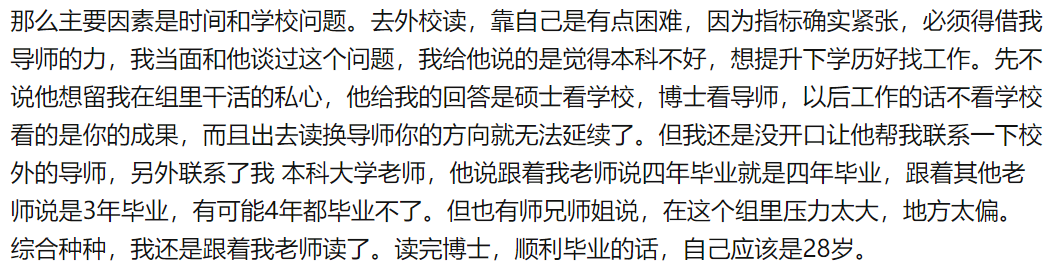 那么主要因素是时间和学校问题。去外校读，靠自己是有点困难，因为指标确实紧张，必须得借我
导师的力，我当面和他谈过这个问题，我给他说的是觉得本科不好，想提升下学历好找工作。先不
说他想留我在组里干活的私心，他给我的回答是硕士看学校，博士看导师，以后工作的话不看学校
看的是你的成果，而且出去读换导师你的方向就无法延续了。但我还是没开口让他帮我联系一下校
外的导师，另外联系了我 本科大学老师，他说跟着我老师说四年毕业就是四年毕业，跟着其他老
师说是3年毕业，有可能4年都毕业不了。但也有师兄师姐说，在这个组里压力太大，地方太偏。
综合种种，我还是跟着我老师读了。读完博士，顺利毕业的话，自己应该是28岁。